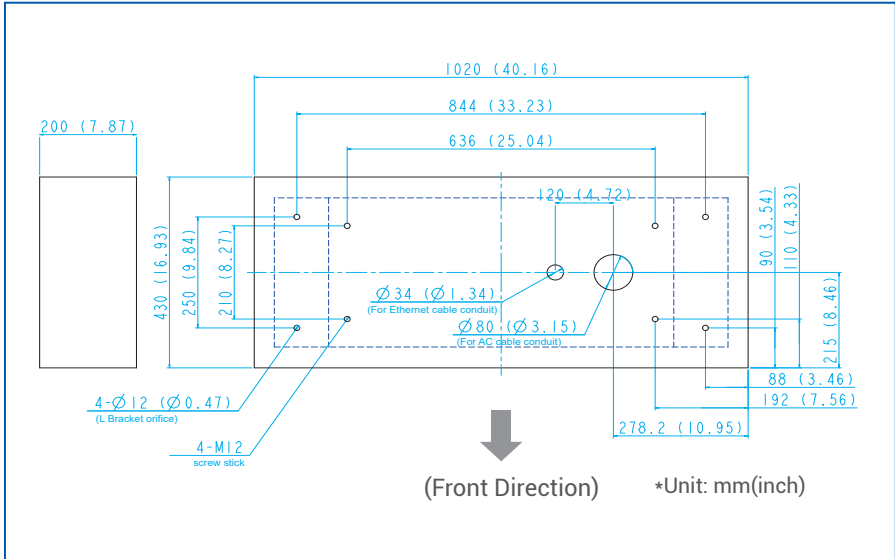 1020 (40.16)
844 (33.23)
200 (7.87)
636 (25.04)
120 (4.72)
430 (16.93)
250 (9.84)
210 (8.27)
90 (3.54)
110 (4.33)
215 (8.46)
Ø34 (Ø1.34)
(For Ethernet cable conduit)
Ø80 (Ø3.15)
(For AC cable conduit)
88 (3.46)
4-Ø12 (Ø0.47)
(L Bracket orifice)
192 (7.56)
278.2 (10.95)
4-M12
screw stick
(Front Direction)
*Unit: mm(inch)